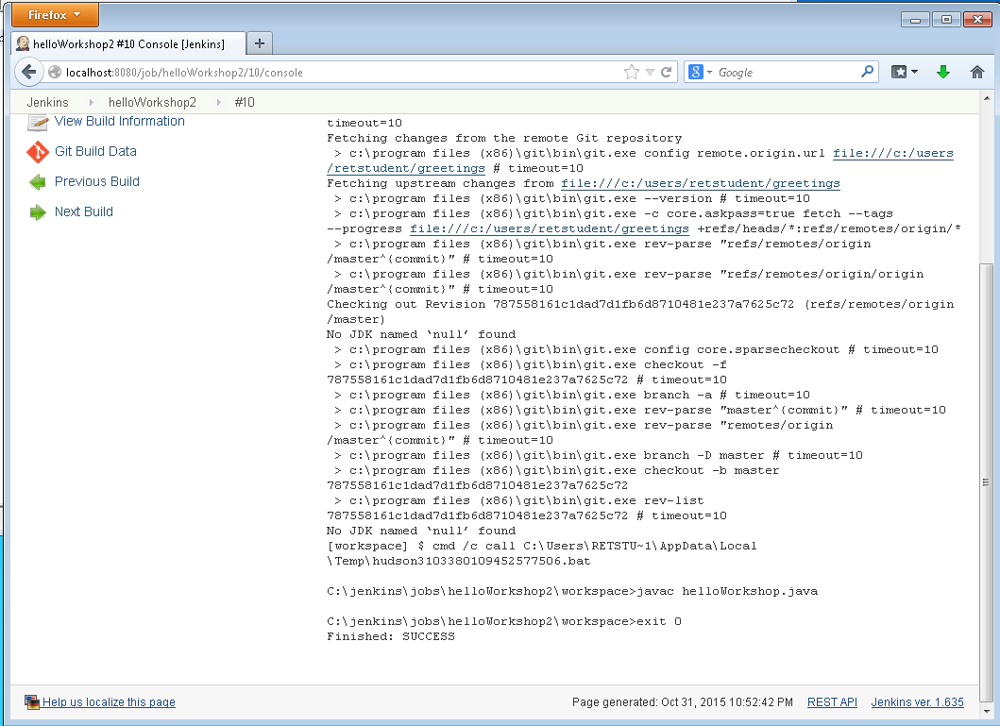 Firefox
helloWorkshop2 #10 Console [Jenkins]
localhost:8080/job/helloWorkshop2/10/console
8
Google
Jenkins
helloWorkshop2
#10
View Build Information
Git Build Data
Previous Build
Next Build
timeout=10
Fetching changes from the remote Git repository
> c:\program files (x86)\git\bin\git.exe config remote.origin.url file:///c:/users
/retstudent/greetings # timeout=10
Fetching upstream changes from file:///c:/users/retstudent/greetings
> c:\program files (x86)\git\bin\git.exe --version # timeout=10
> c:\program files (x86)\git\bin\git.exe -c core.askpass=true fetch --tags
--progress file:///c:/users/retstudent/greetings +refs/heads/*:refs/remotes/origin/*
> c:\program files (x86)\git\bin\git.exe rev-parse "refs/remotes/origin
/master^{commit}" # timeout=10
> c:\program files (x86)\git\bin\git.exe rev-parse "refs/remotes/origin/origin
/master^{commit}" # timeout=10
Checking out Revision 787558161c1dad7d1fb6d8710481e237a7625c72 (refs/remotes/origin
/master)
No JDK named ‘null’ found
> c:\program files (x86)\git\bin\git.exe config core.sparsecheckout # timeout=10
> c:\program files (x86)\git\bin\git.exe checkout -f
787558161c1dad7d1fb6d8710481e237a7625c72 # timeout=10
> c:\program files (x86)\git\bin\git.exe branch -a # timeout=10
> c:\program files (x86)\git\bin\git.exe rev-parse "master^{commit}" # timeout=10
> c:\program files (x86)\git\bin\git.exe rev-parse "remotes/origin
/master^{commit}" # timeout=10
> c:\program files (x86)\git\bin\git.exe branch -D master # timeout=10
> c:\program files (x86)\git\bin\git.exe checkout -b master
787558161c1dad7d1fb6d8710481e237a7625c72
> c:\program files (x86)\git\bin\git.exe rev-list
787558161c1dad7d1fb6d8710481e237a7625c72 # timeout=10
No JDK named ‘null’ found
[workspace] $ cmd /c call C:\Users\RETSTU~1\AppData\Local
\Temp\hudson3103380109452577506.bat
C:\jenkins\jobs\helloWorkshop2\workspace>javac helloWorkshop.java
C:\jenkins\jobs\helloWorkshop2\workspace>exit 0
Finished: SUCCESS
Help us localize this page
Page generated: Oct 31, 2015 10:52:42 PM
REST API
Jenkins ver. 1.635